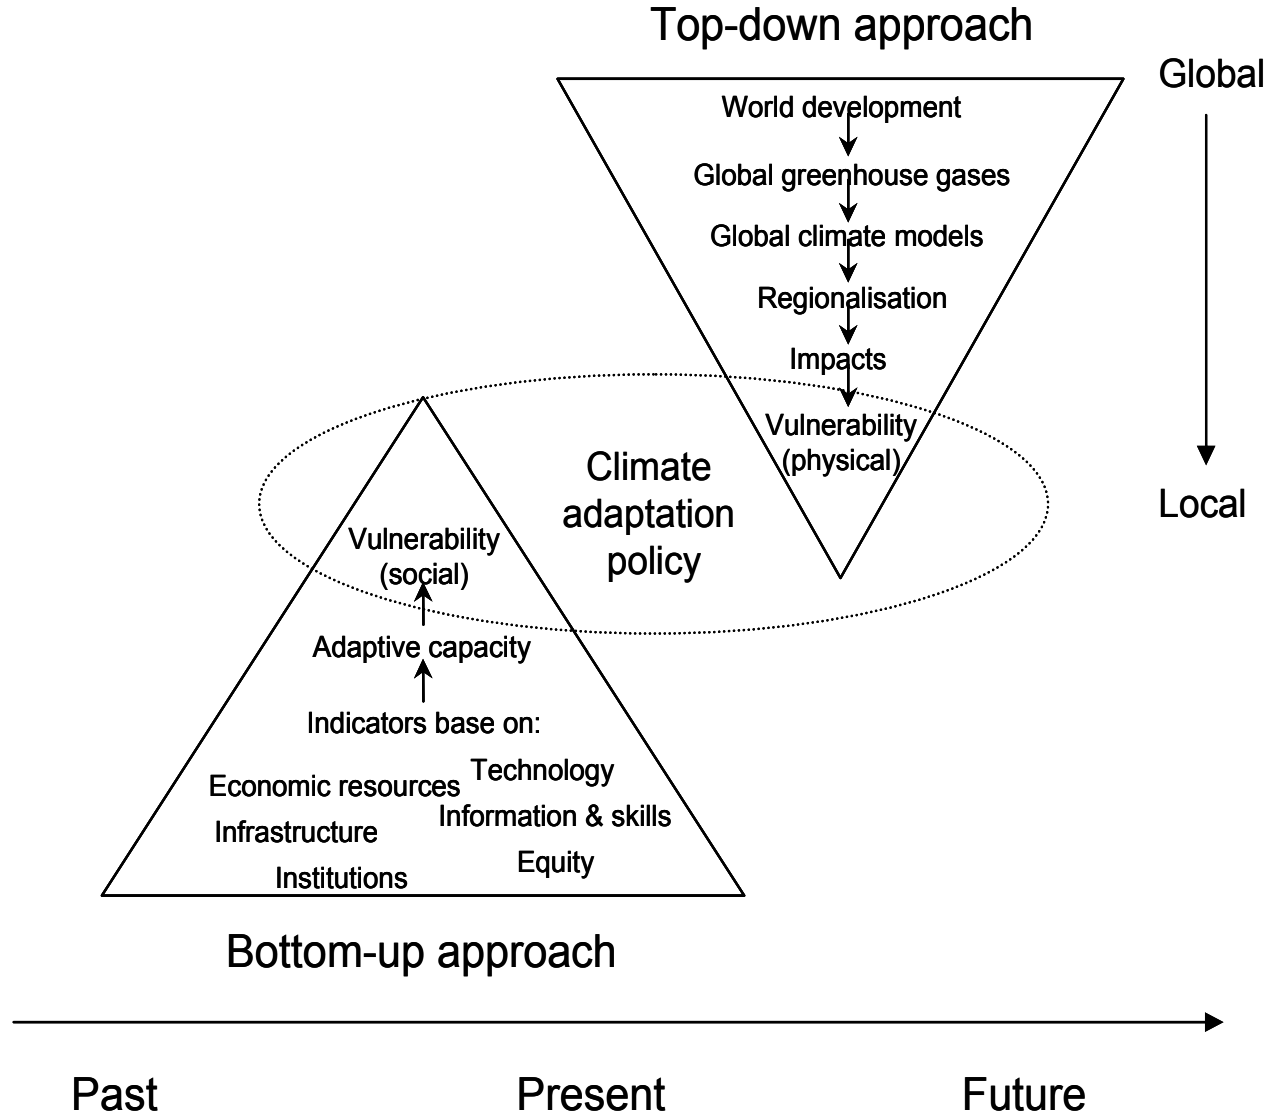 Top-down approach
Global
World development
Global greenhouse gases
Global climate models
Regionalisation
Impacts
Vulnerability
(physical)
Local
Climate
adaptation
policy
Vulnerability
(social)
Adaptive capacity
Indicators base on:
Economic resources
Technology
Infrastructure
Information & skills
Institutions
Equity
Bottom-up approach
Past
Present
Future